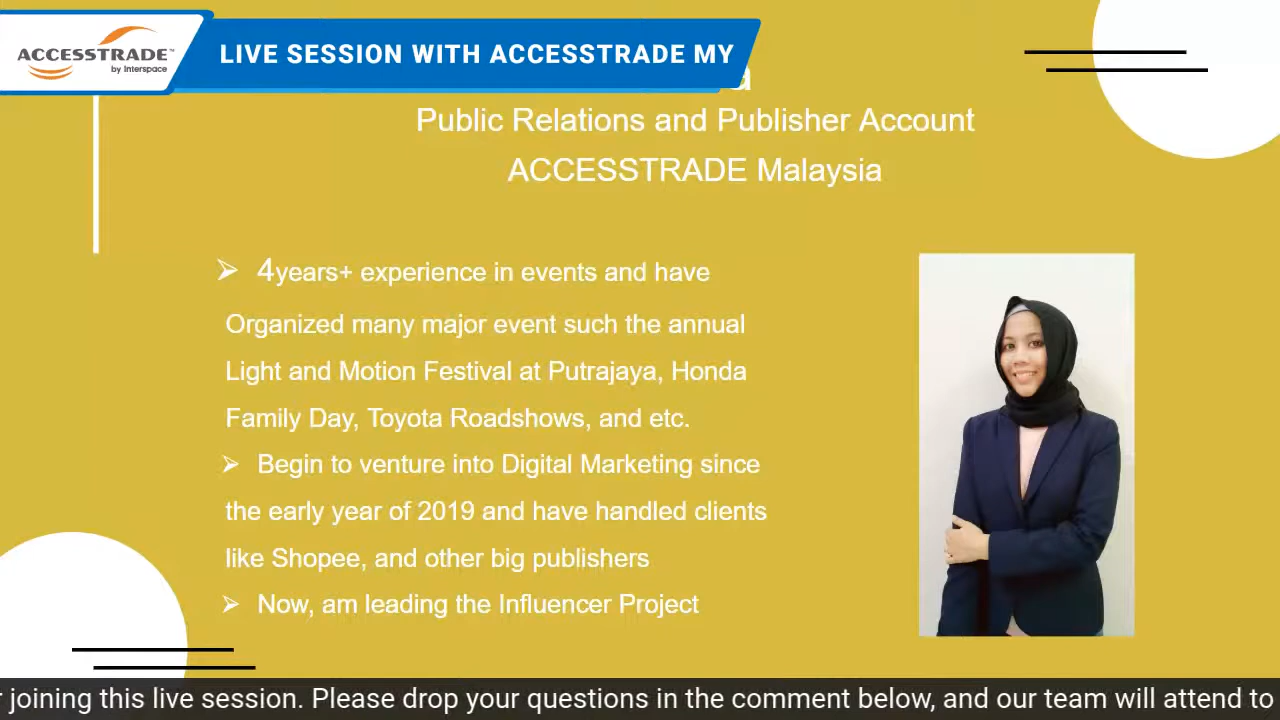 ACCESSTRADE™
by Interspace
LIVE SESSION WITH ACCESSTRADE MY
Public Relations and Publisher Account
ACCESSTRADE Malaysia
➢ 4years+ experience in events and have
Organized many major event such the annual
Light and Motion Festival at Putrajaya, Honda
Family Day, Toyota Roadshows, and etc.
➢ Begin to venture into Digital Marketing since
the early year of 2019 and have handled clients
like Shopee, and other big publishers
➢ Now, am leading the Influencer Project
joining this live session. Please drop your questions in the comment below, and our team will attend to